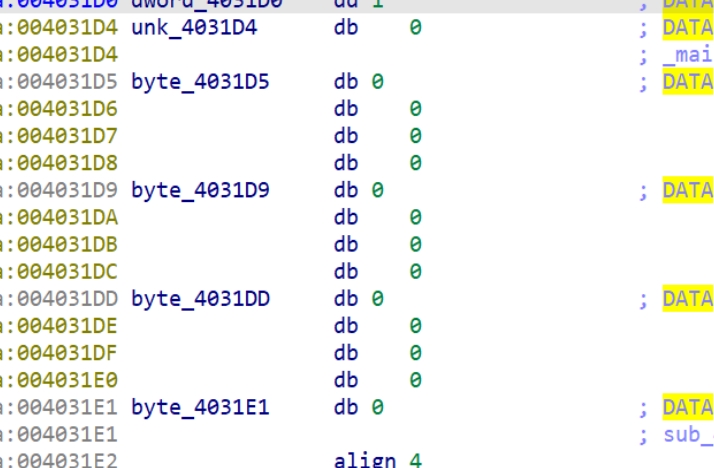 a:004031D0 dword_4031D0 dd 1 ; DATA
a:004031D4 unk_4031D4 db 0 ; DATA
a:004031D4 ; _mai
a:004031D5 byte_4031D5 db 0 ; DATA
a:004031D6 db 0
a:004031D7 db 0
a:004031D8 db 0
a:004031D9 byte_4031D9 db 0 ; DATA
a:004031DA db 0
a:004031DB db 0
a:004031DC db 0
a:004031DD byte_4031DD db 0 ; DATA
a:004031DE db 0
a:004031DF db 0
a:004031E0 db 0
a:004031E1 byte_4031E1 db 0 ; DATA
a:004031E1 ; sub_
a:004031E2 align 4